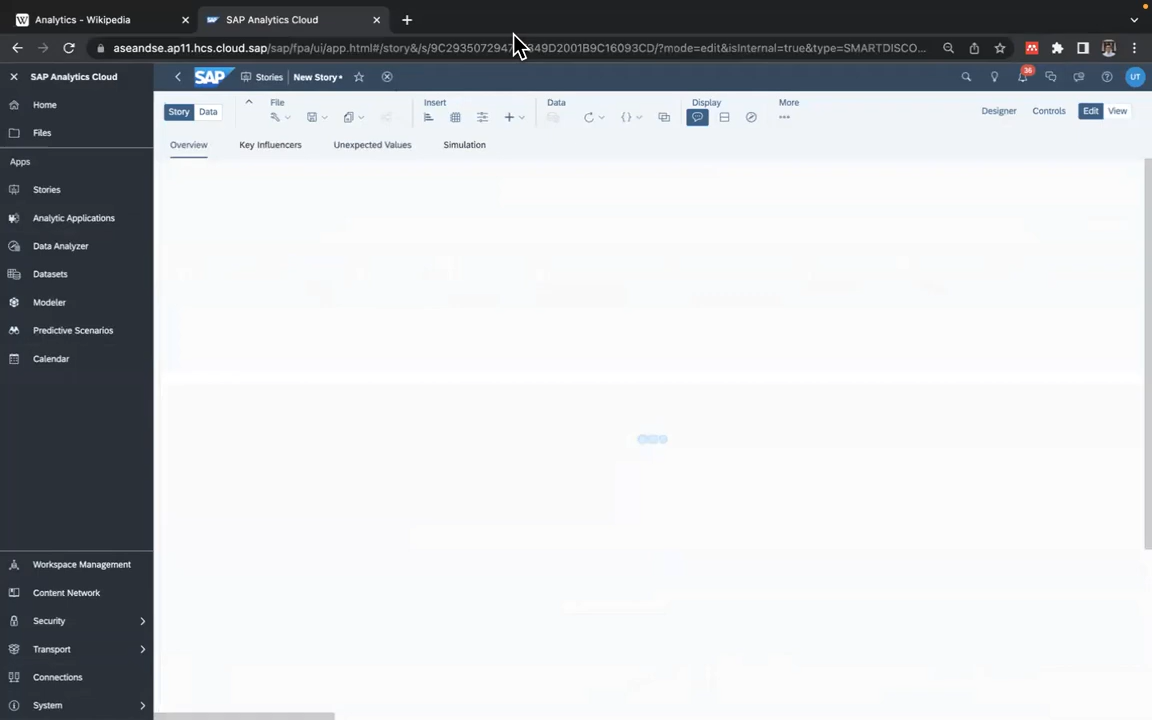 Analytics - Wikipedia
SAP Analytics Cloud
aseandse.ap11.hcs.cloud.sap/sap/fpa/ui/app.html#/story&/s/9C2935072947 849D2001B9C16093CD/?mode=edit&isInternal=true&type=SMARTDISCO...
SAP Analytics Cloud
SAP
Stories
New Story•
36
UT
Home
Files
Apps
Stories
Analytic Applications
Data Analyzer
Datasets
Modeler
Predictive Scenarios
Calendar
Workspace Management
Content Network
Security
Transport
Connections
System
Story
Data
File
Insert
Data
Display
More
Designer
Controls
Edit
View
Overview
Key Influencers
Unexpected Values
Simulation